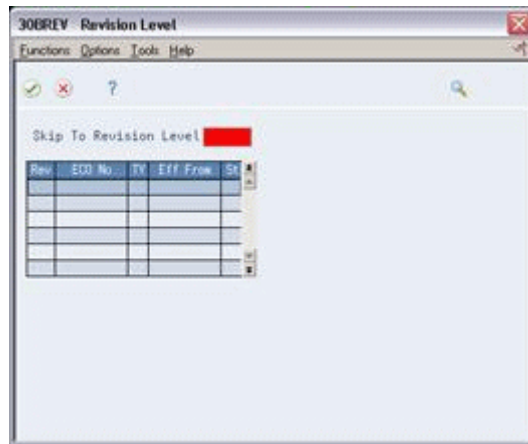 30BREV Revision Level
Functions Options Tools Help
?
Skip To Revision Level
Rev ECO No. TY Eff From St